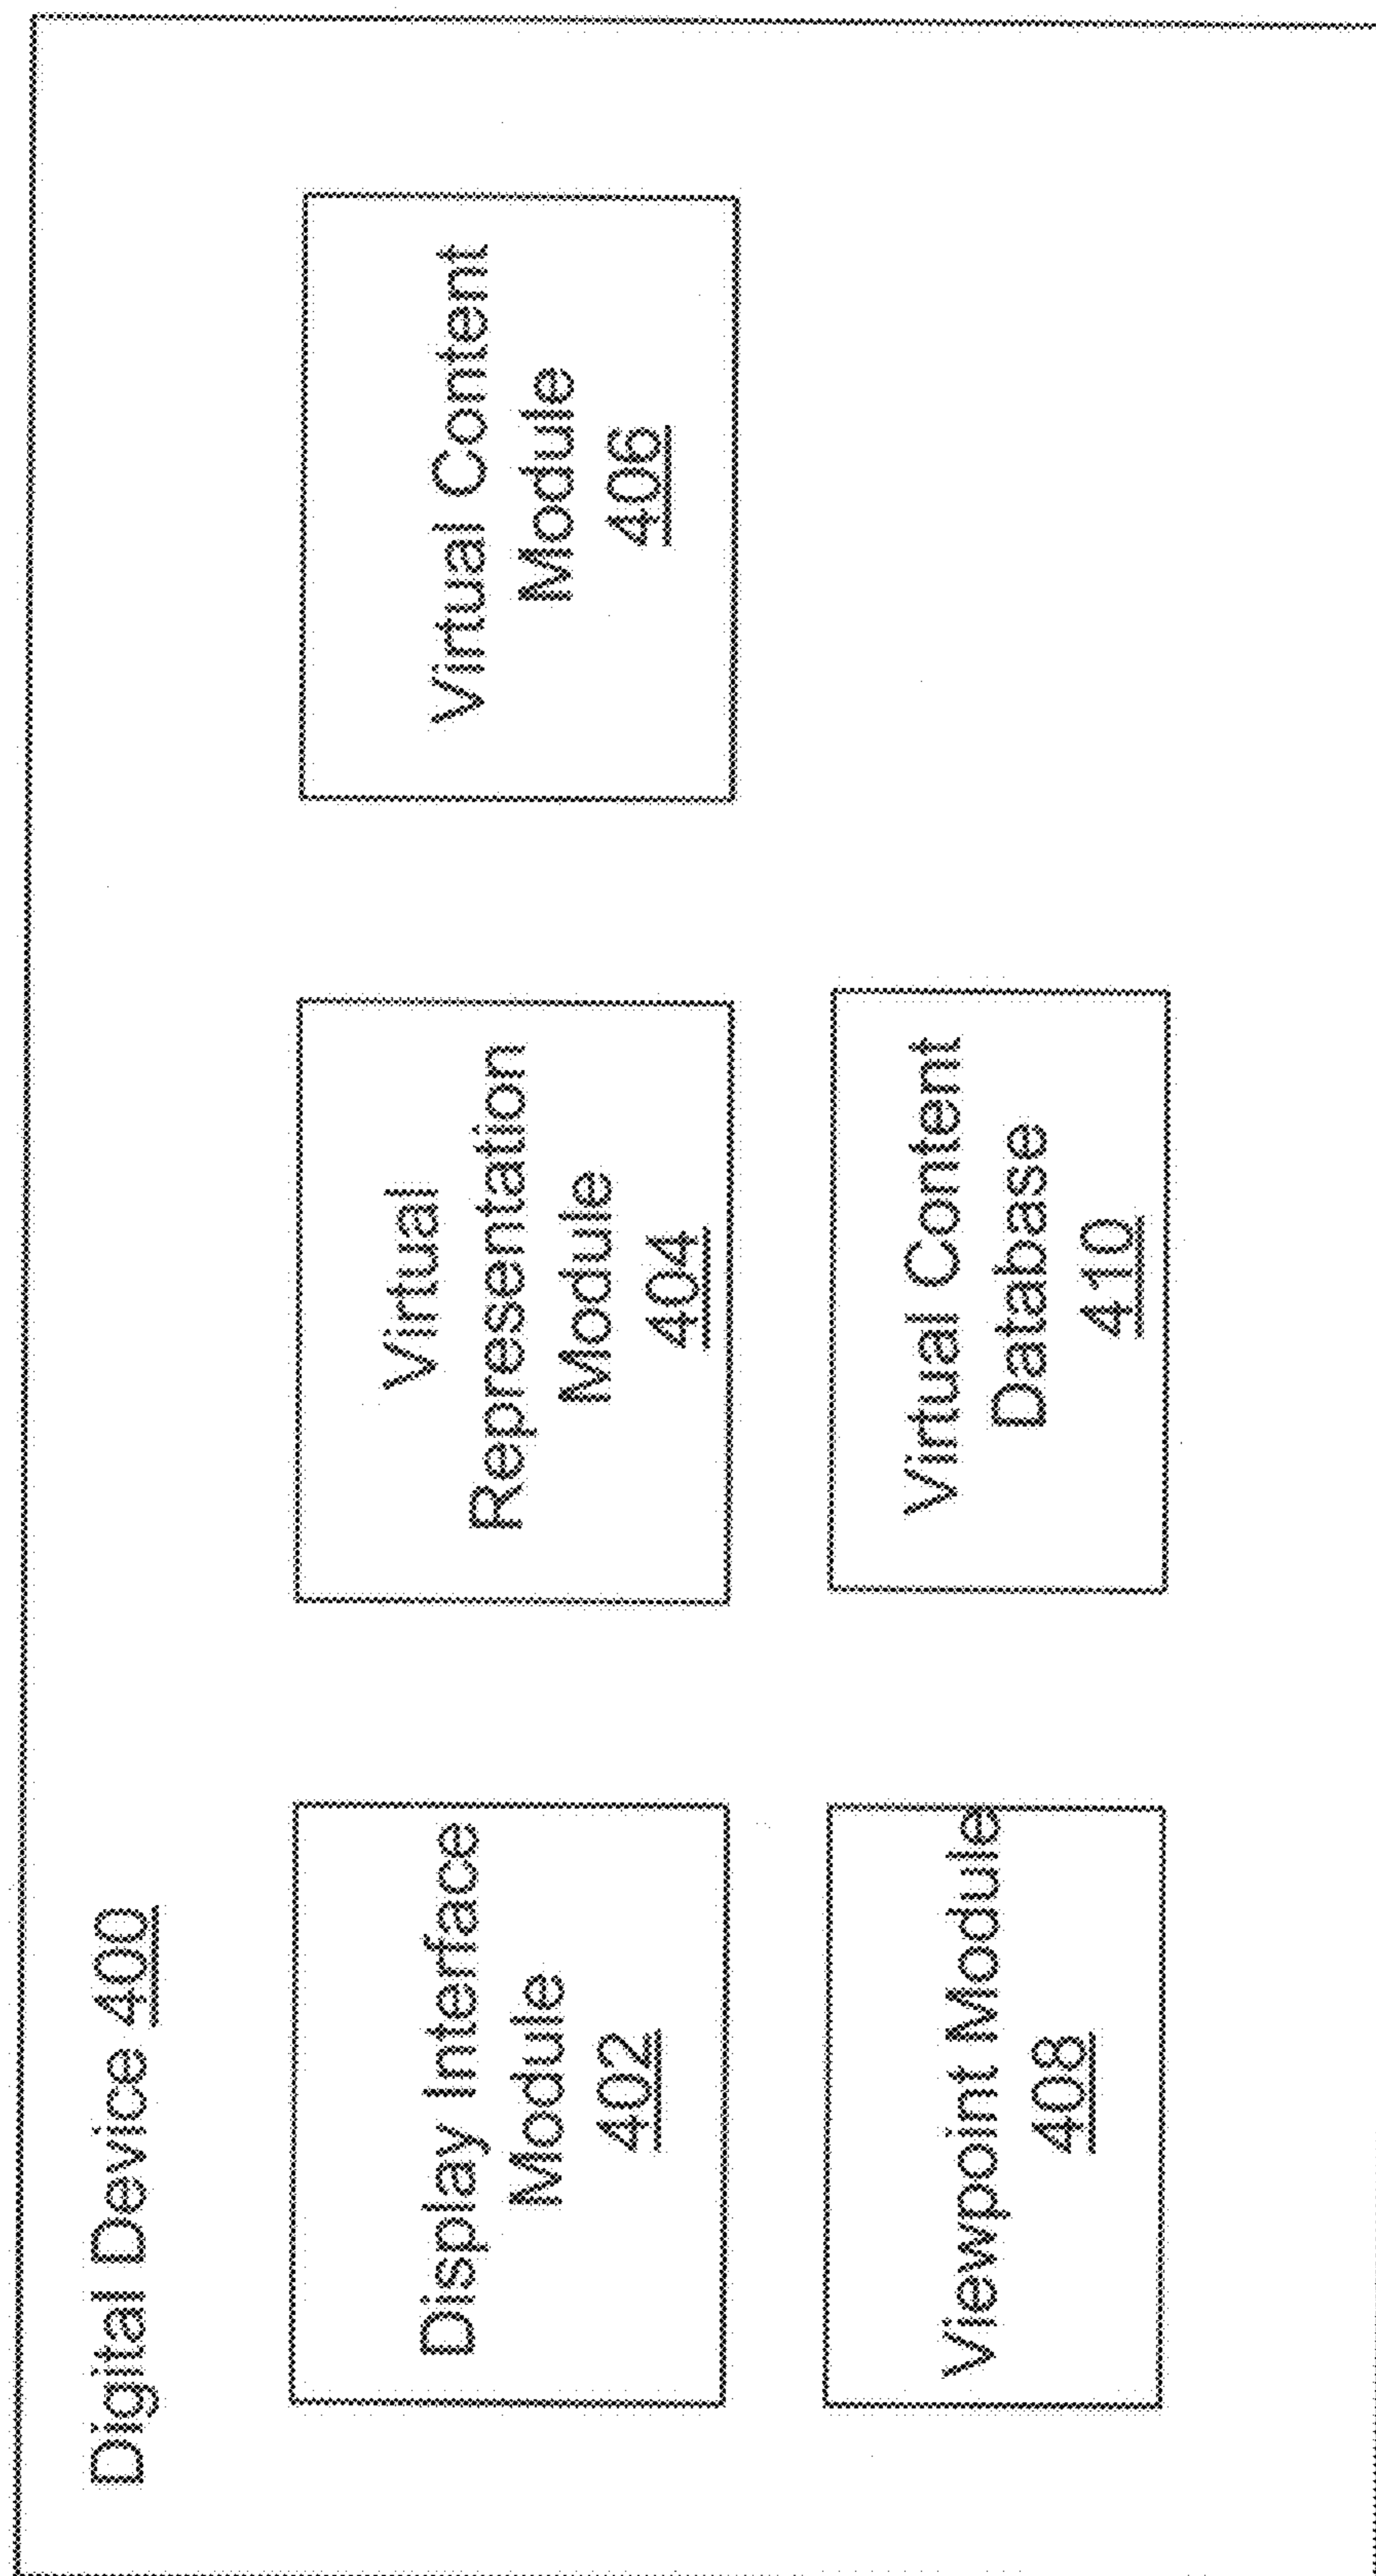 Digital Device 400
Display Interface
Module
402
Virtual
Representation
Module
404
Virtual Content
Module
406
Viewpoint Module
408
Virtual Content
Database
410